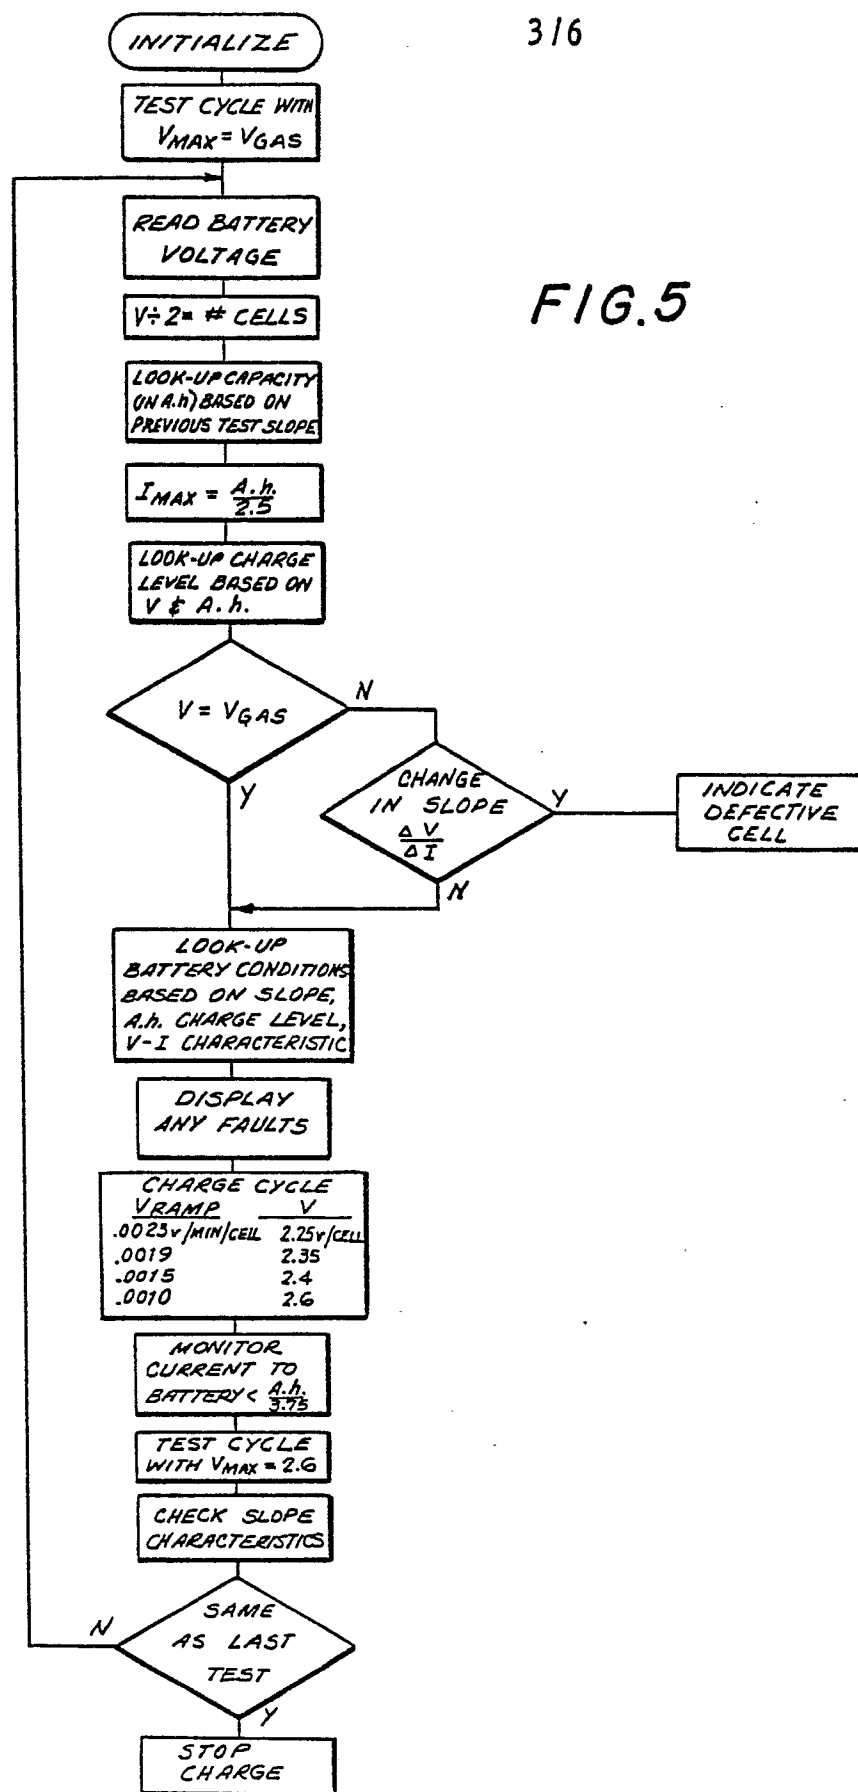 316
INITIALIZE
TEST CYCLE WITH
VMAX = VGAS
READ BATTERY
VOLTAGE
FIG.5
V÷2= # CELLS
LOOK-UP CAPACITY
(IN A.h) BASED ON
PREVIOUS TEST SLOPE
IMAX = A.h.
2.5
LOOK-UP CHARGE
LEVEL BASED ON
V & A.h.
V = VGAS
N
Y
CHANGE
IN SLOPE
Δ V
Δ I
Y
N
INDICATE
DEFECTIVE
CELL
LOOK-UP
BATTERY CONDITIONS
BASED ON SLOPE,
A.h. CHARGE LEVEL,
V-I CHARACTERISTIC
DISPLAY
ANY FAULTS
CHARGE CYCLE
VRAMP V
.0023v/MIN/CELL 2.25v/CELL
.0019 2.35
.0015 2.4
.0010 2.6
MONITOR
CURRENT TO
BATTERY < A.h.
3.75
TEST CYCLE
WITH VMAX = 2.6
CHECK SLOPE
CHARACTERISTICS
N
SAME
AS LAST
TEST
Y
STOP
CHARGE